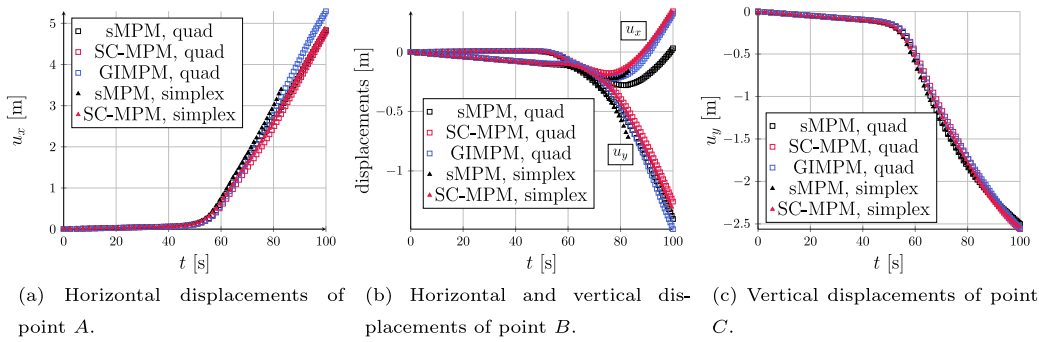 5
4
3
2
1
0
u_x [m]
sMPM, quad
SC-MPM, quad
GIMPM, quad
sMPM, simplex
SC-MPM, simplex
0 20 40 60 80 100
t [s]
(a) Horizontal displacements of
point A.
0
−0.5
−1
displacements [m]
u_x
sMPM, quad
SC-MPM, quad
GIMPM, quad
sMPM, simplex
SC-MPM, simplex
u_y
0 20 40 60 80 100
t [s]
(b) Horizontal and vertical dis-
placements of point B.
0
−0.5
−1
−1.5
−2
−2.5
u_y [m]
sMPM, quad
SC-MPM, quad
GIMPM, quad
sMPM, simplex
SC-MPM, simplex
0 20 40 60 80 100
t [s]
(c) Vertical displacements of point
C.